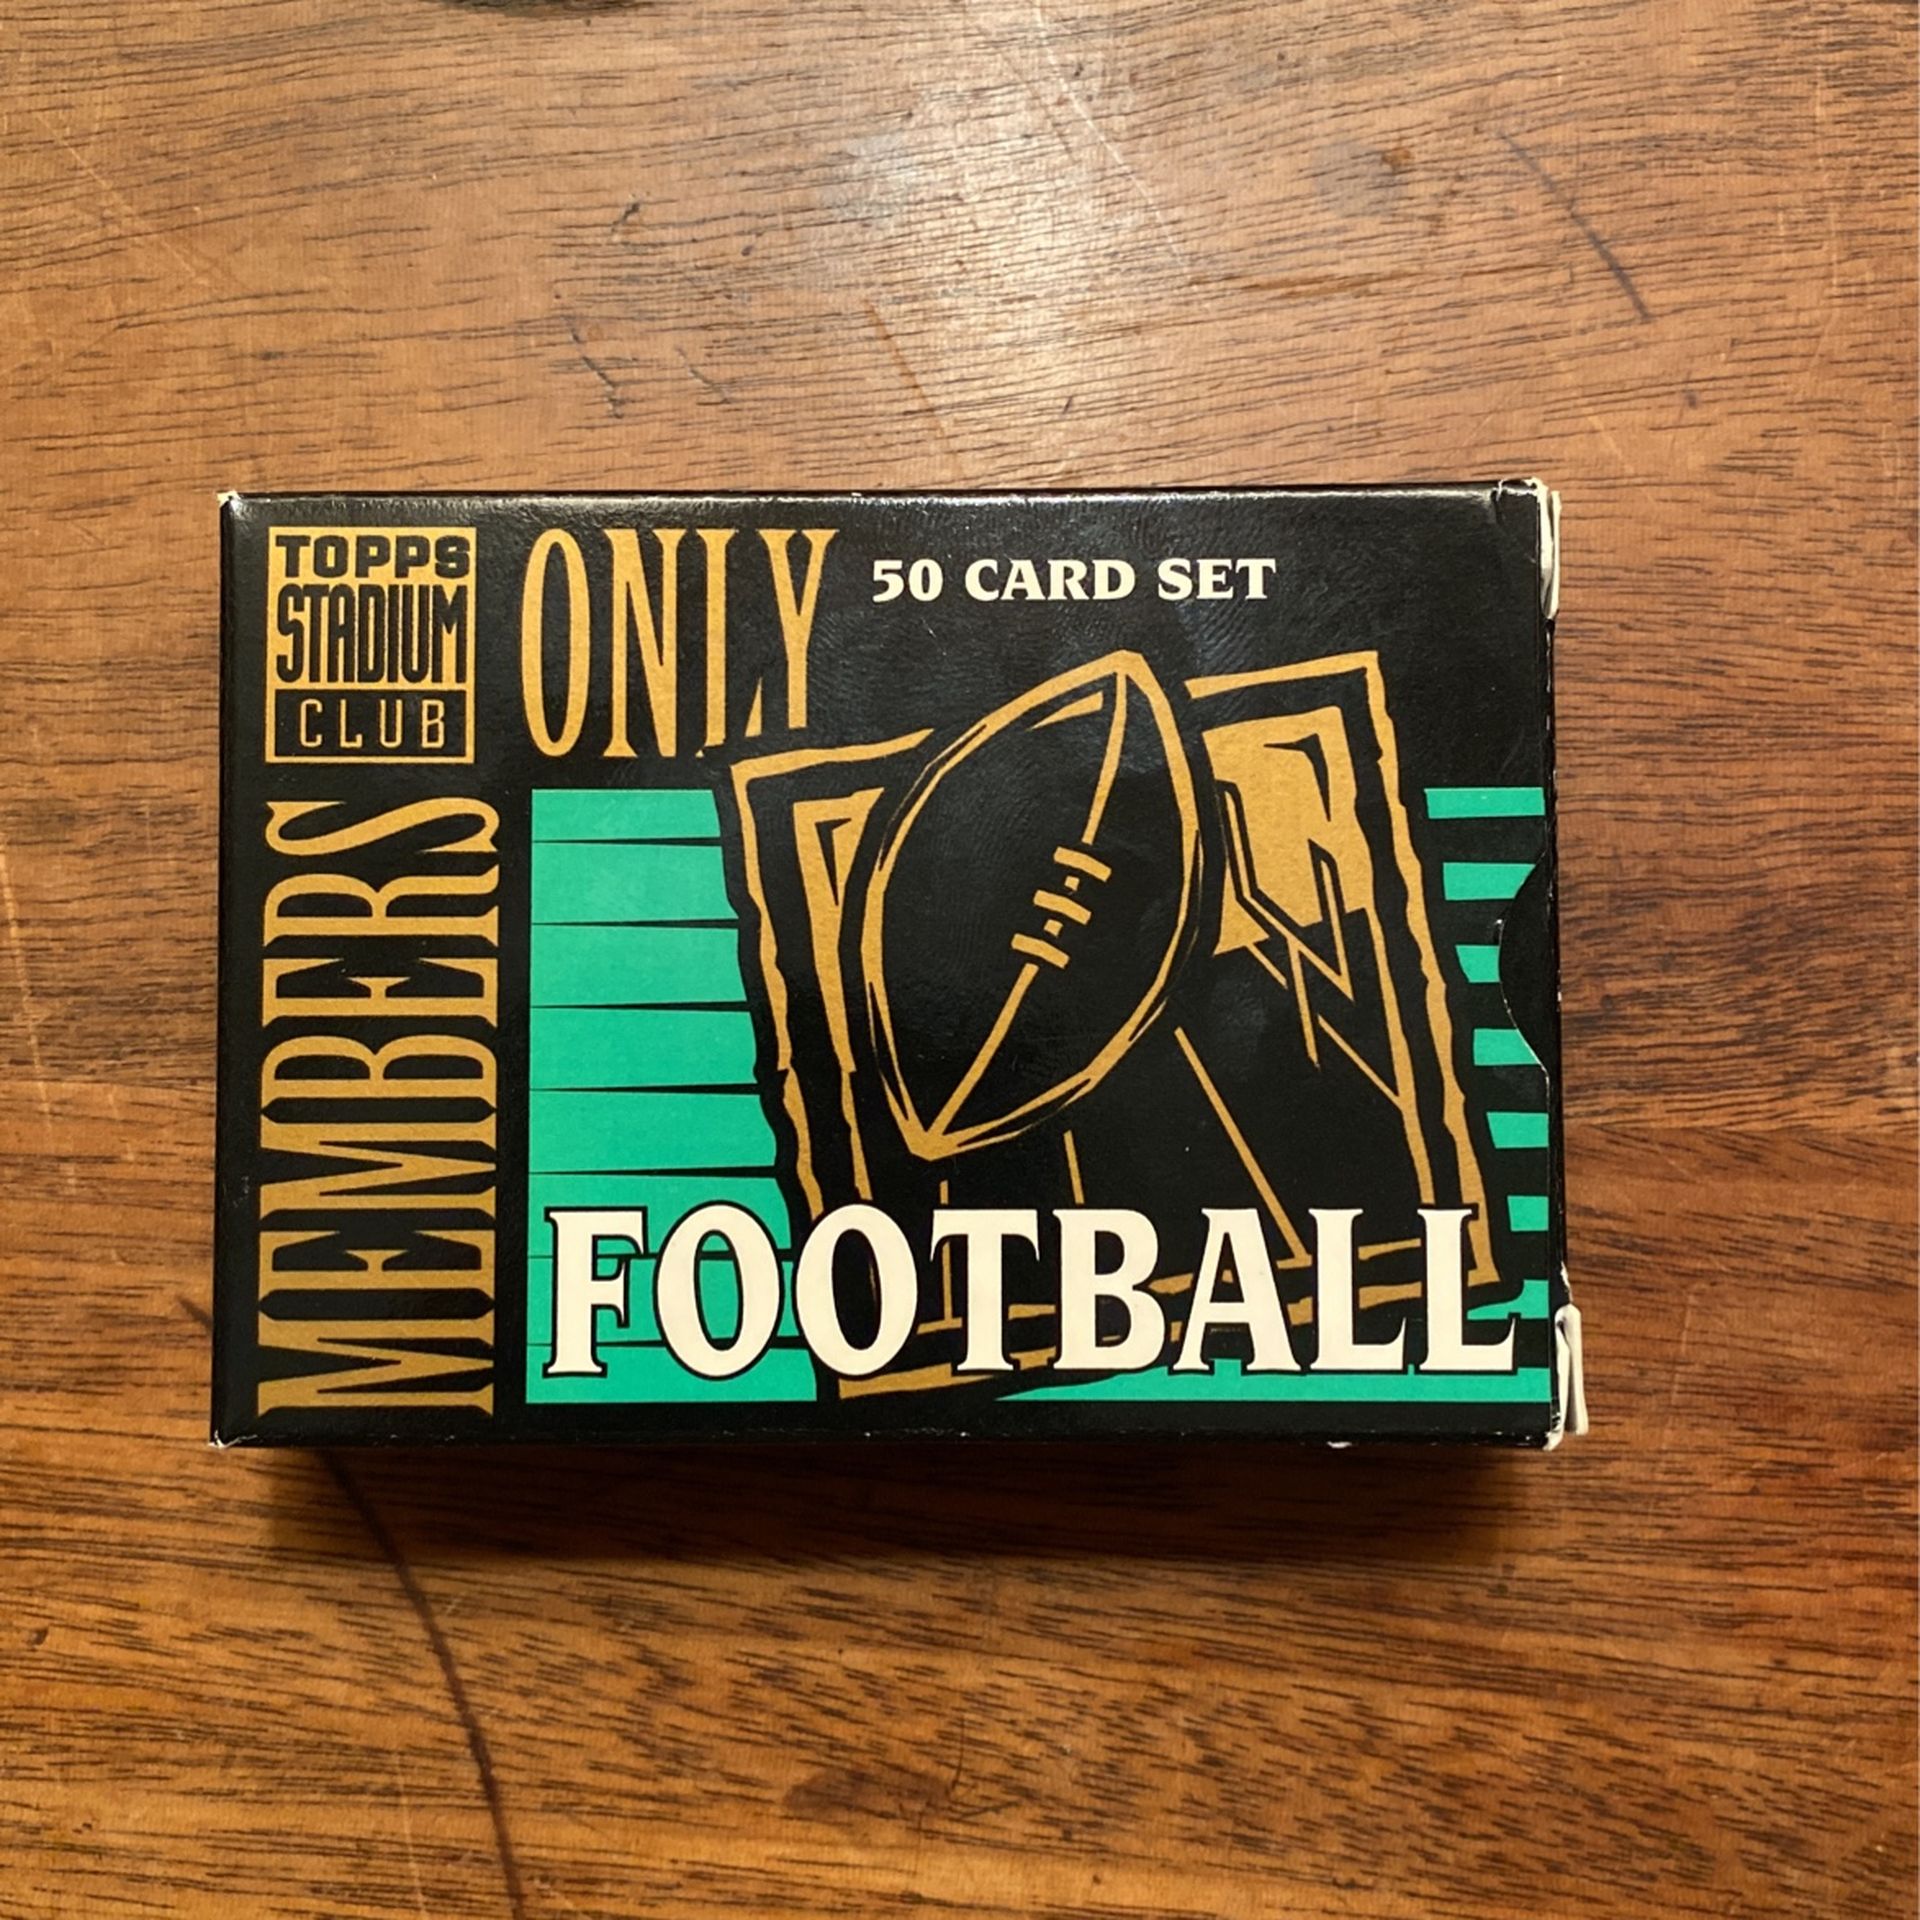 TOPPS
STADIUM
CLUB
MEMBERS
ONLY
50 CARD SET
FOOTBALL